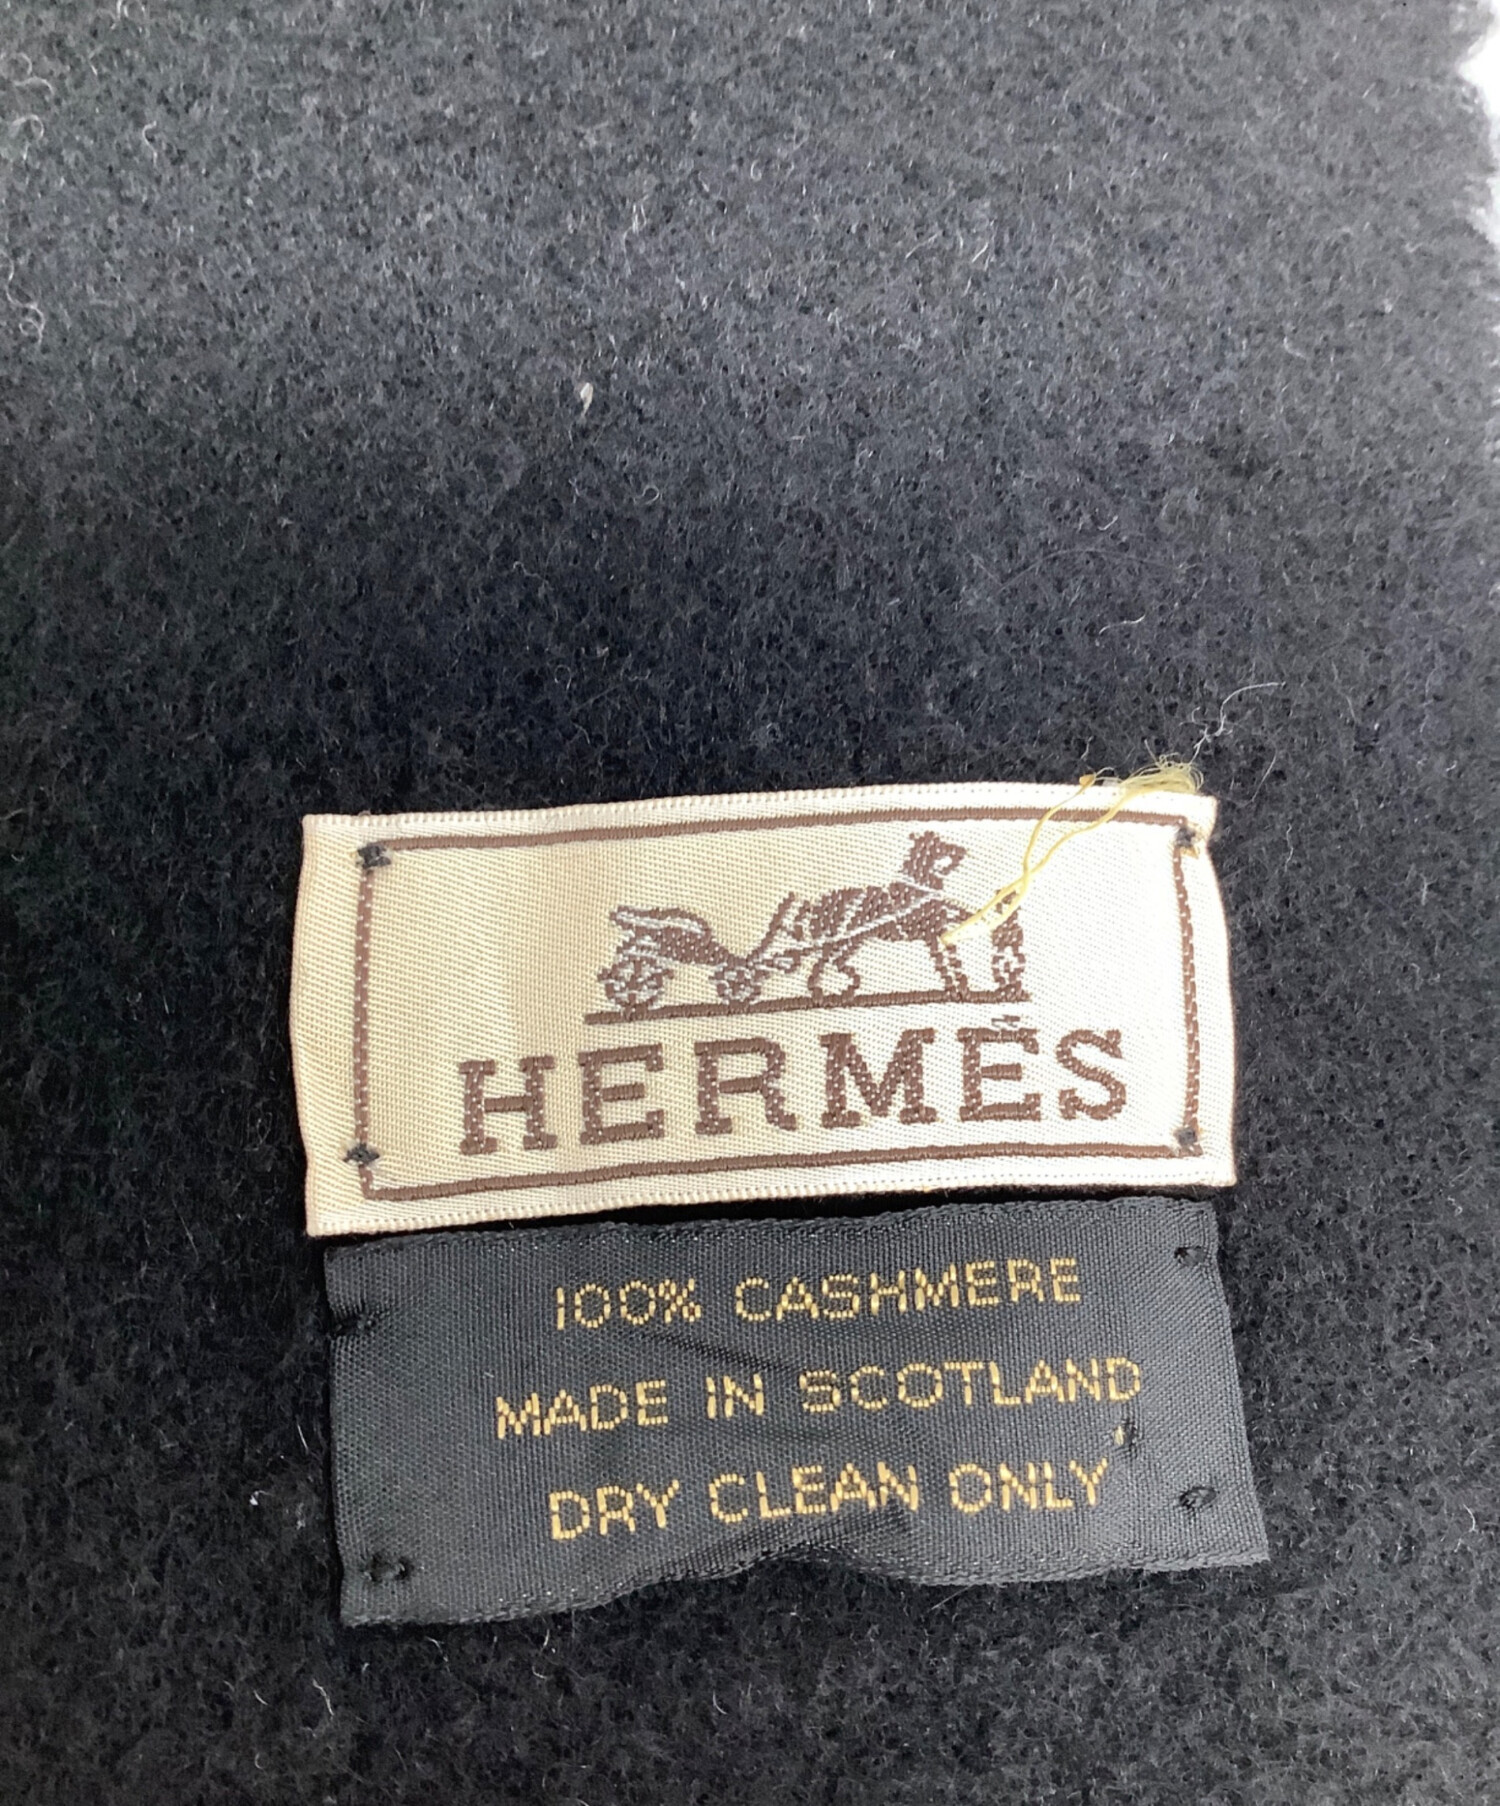 HERMÈS
100% CASHMERE
MADE IN SCOTLAND
DRY CLEAN ONLY